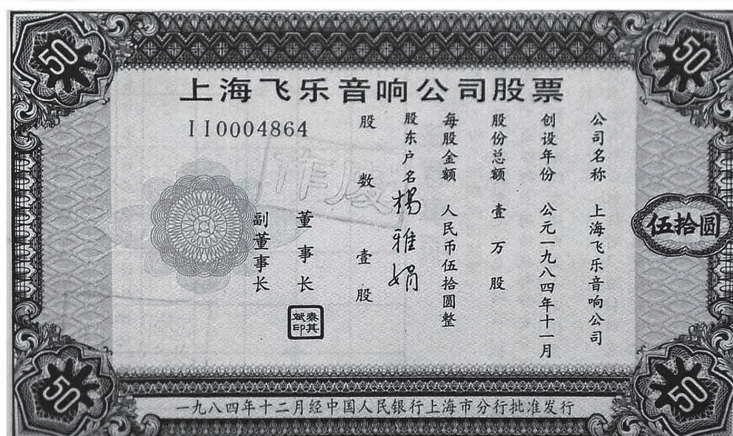 50
50
上海飞乐音响公司股票
II0004864
公司名称 上海飞乐音响公司
创设年份 公元一九八四年十一月
股份总额 壹万股
每股金额 人民币伍拾圆整
股东户名 杨雅娟
股数 壹股
董事长
副董事长
秦其斌印
作废
伍拾圆
50
50
一九八四年十二月经中国人民银行上海市分行批准发行